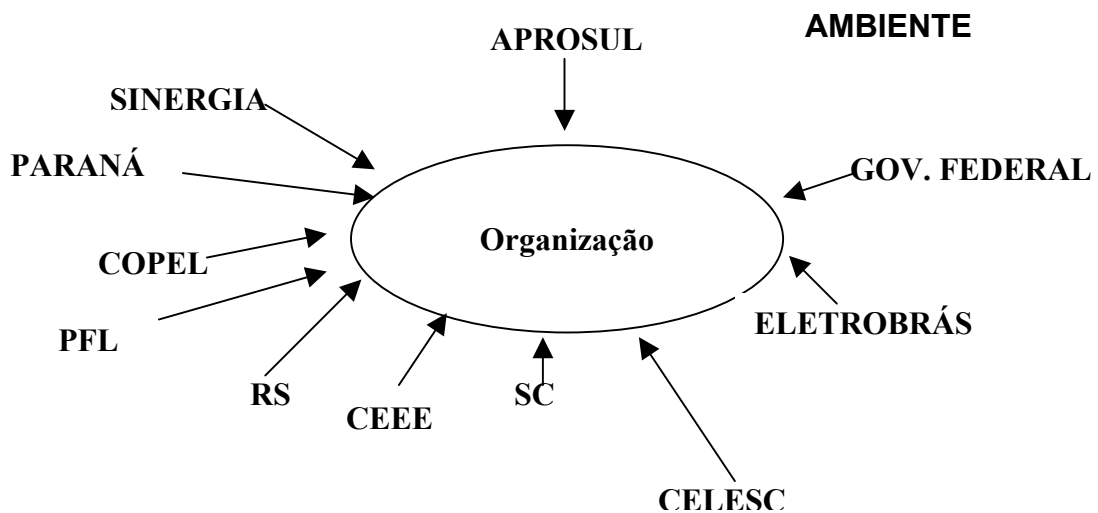 AMBIENTE
APROSUL
SINERGIA
PARANÁ
GOV. FEDERAL
Organização
COPEL
ELETROBRÁS
PFL
RS
SC
CEEE
CELESC